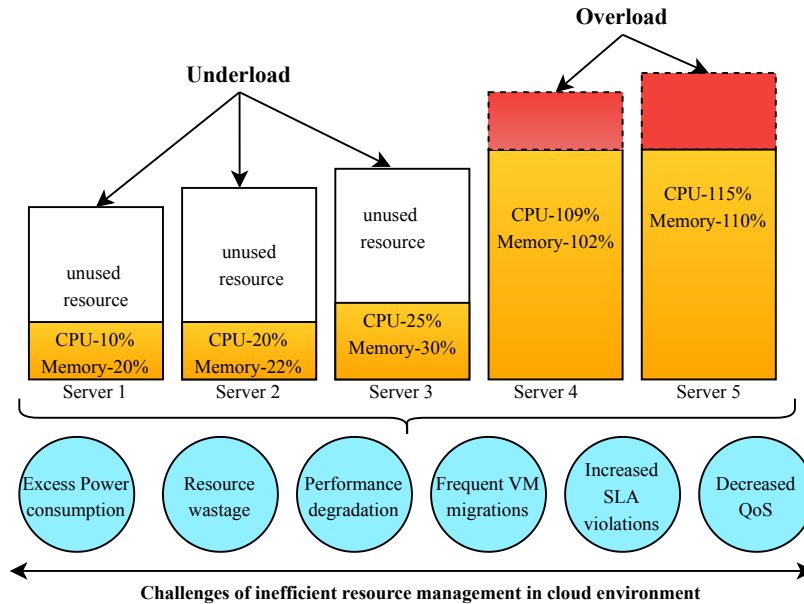 Overload
Underload
unused
resource
CPU-10%
Memory-20%
Server 1
unused
resource
CPU-20%
Memory-22%
Server 2
unused
resource
CPU-25%
Memory-30%
Server 3
CPU-109%
Memory-102%
Server 4
CPU-115%
Memory-110%
Server 5
Excess Power
consumption
Resource
wastage
Performance
degradation
Frequent VM
migrations
Increased
SLA
violations
Decreased
QoS
Challenges of inefficient resource management in cloud environment